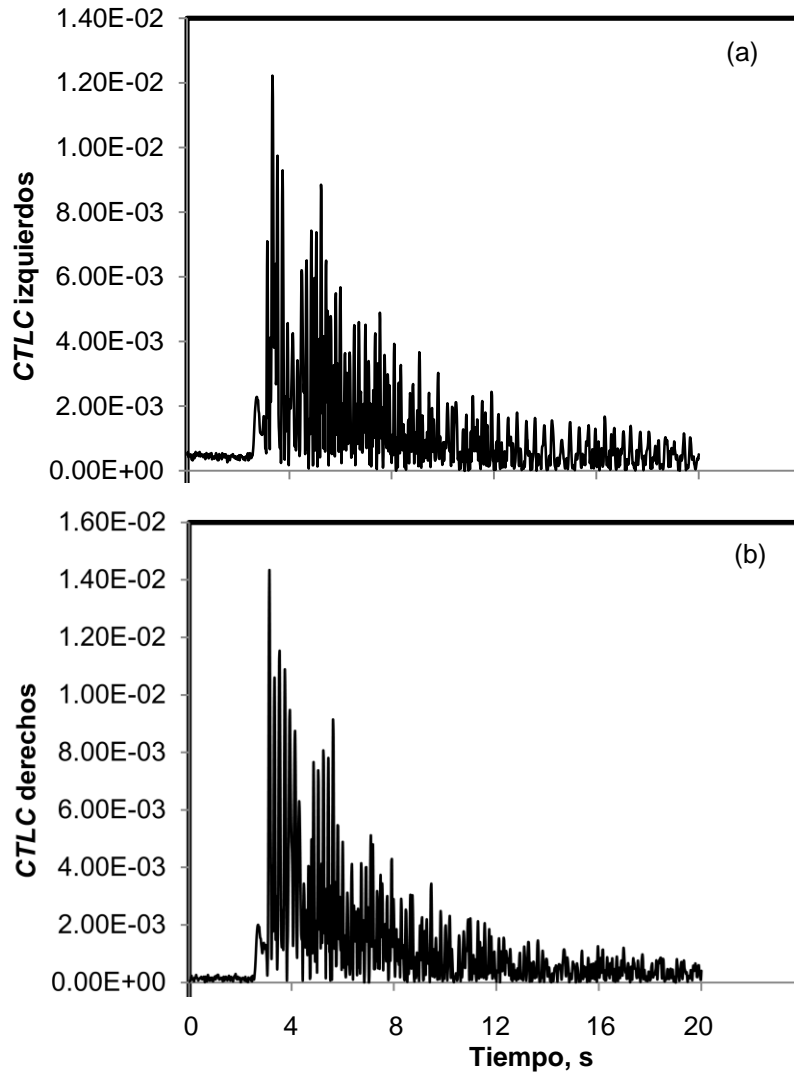 1.40E-02
(a)
1.20E-02
1.00E-02
8.00E-03
6.00E-03
4.00E-03
2.00E-03
0.00E+00
CTLC izquierdos
1.60E-02
(b)
1.40E-02
1.20E-02
1.00E-02
8.00E-03
6.00E-03
4.00E-03
2.00E-03
0.00E+00
CTLC derechos
0 4 8 12 16 20
Tiempo, s